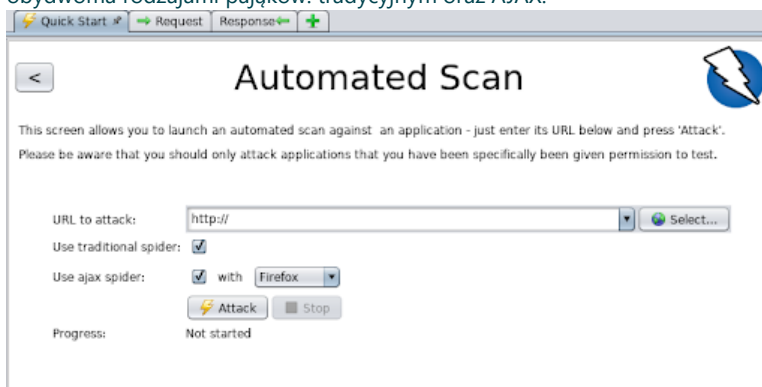 obydwoma rodzajami pająków: tradycyjnym oraz AJAX.
Quick Start Request Response
<
Automated Scan
This screen allows you to launch an automated scan against an application - just enter its URL below and press 'Attack'.
Please be aware that you should only attack applications that you have been specifically been given permission to test.
URL to attack: http:// Select...
Use traditional spider:
Use ajax spider: with Firefox
Attack Stop
Progress: Not started